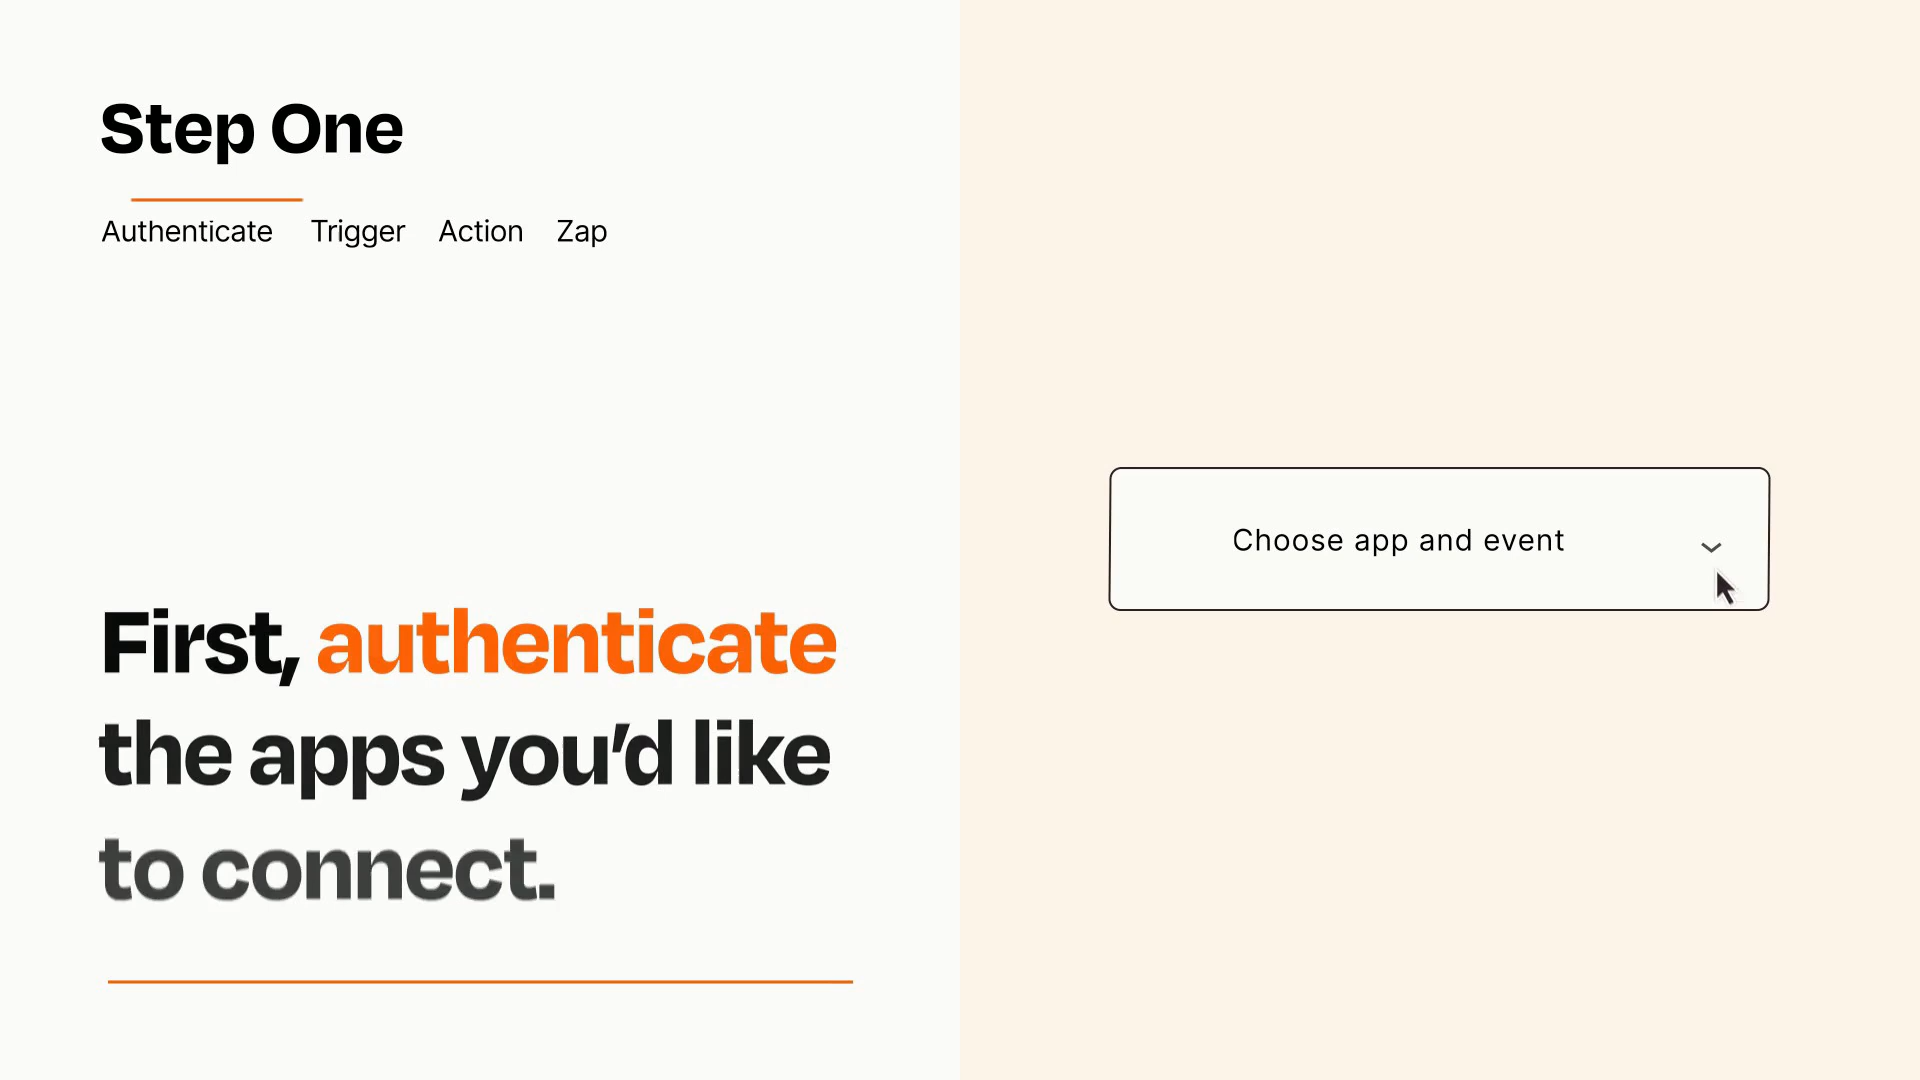 Step One
Authenticate Trigger Action Zap
First, authenticate
the apps you’d like
to connect.
Choose app and event